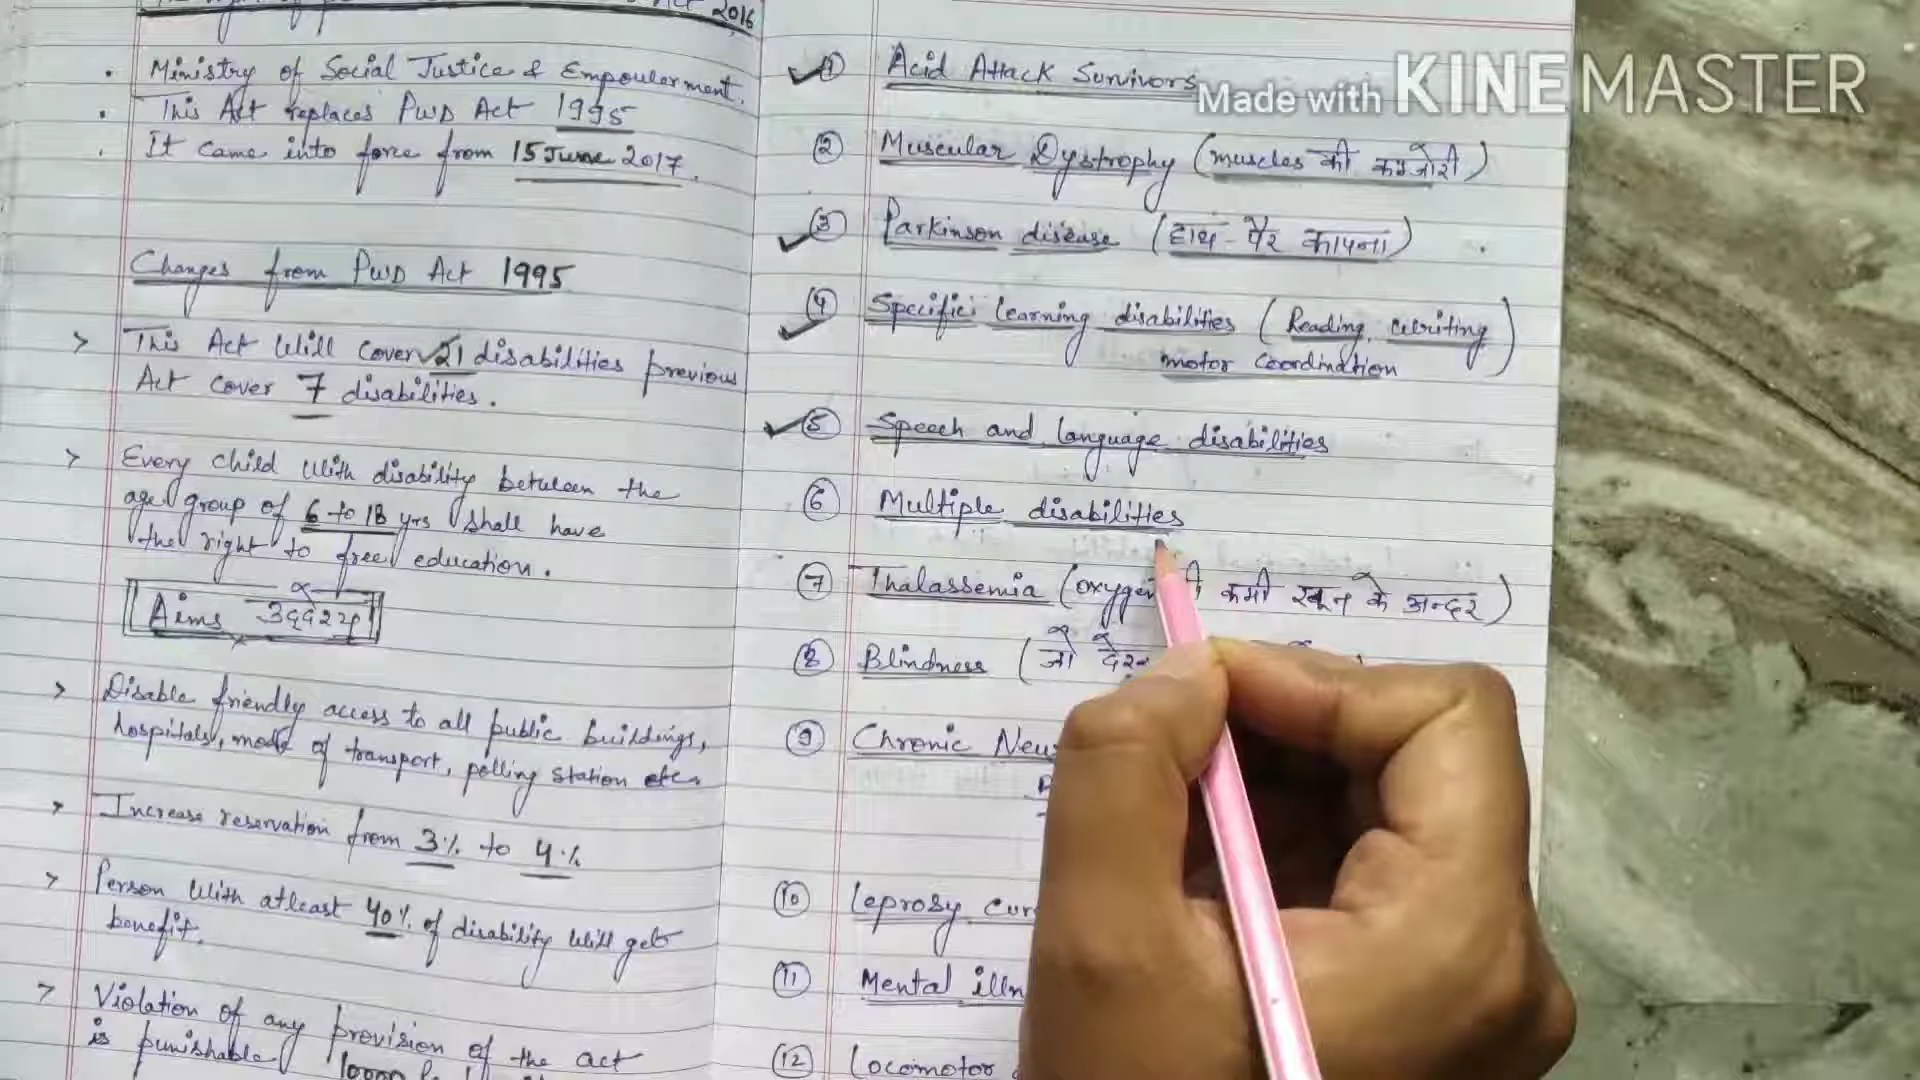 2016
Ministry of Social Justice & Empowerment.
This Act replaces PWD Act 1995
It came into force from 15 June 2017.
Changes from PWD Act 1995
This Act will cover 21 disabilities previous
Act cover 7 disabilities.
Every child with disability between the
age group of 6 to 18 yrs shall have
the right to free education.
Aims
Disable friendly access to all public buildings,
hospitals, mode of transport, polling station etc.
Increase reservation from 3% to 4%
Person with atleast 40% of disability will get
benefit.
Violation of any provision of the act
is punishable
① Acid Attack Survivors
Made with KINEMASTER
② Muscular Dystrophy (muscles की कमजोरी)
③ Parkinson disease (हाथ-पैर कापना)
④ Specific learning disabilities (Reading, writing
motor coordination)
⑤ Speech and language disabilities
⑥ Multiple disabilities
⑦ Thalassemia (oxygen कमी खून के अन्दर)
⑧ Blindness (जो
⑨ Chronic
⑩ Leprosy
⑪ Mental
⑫ Locomotor